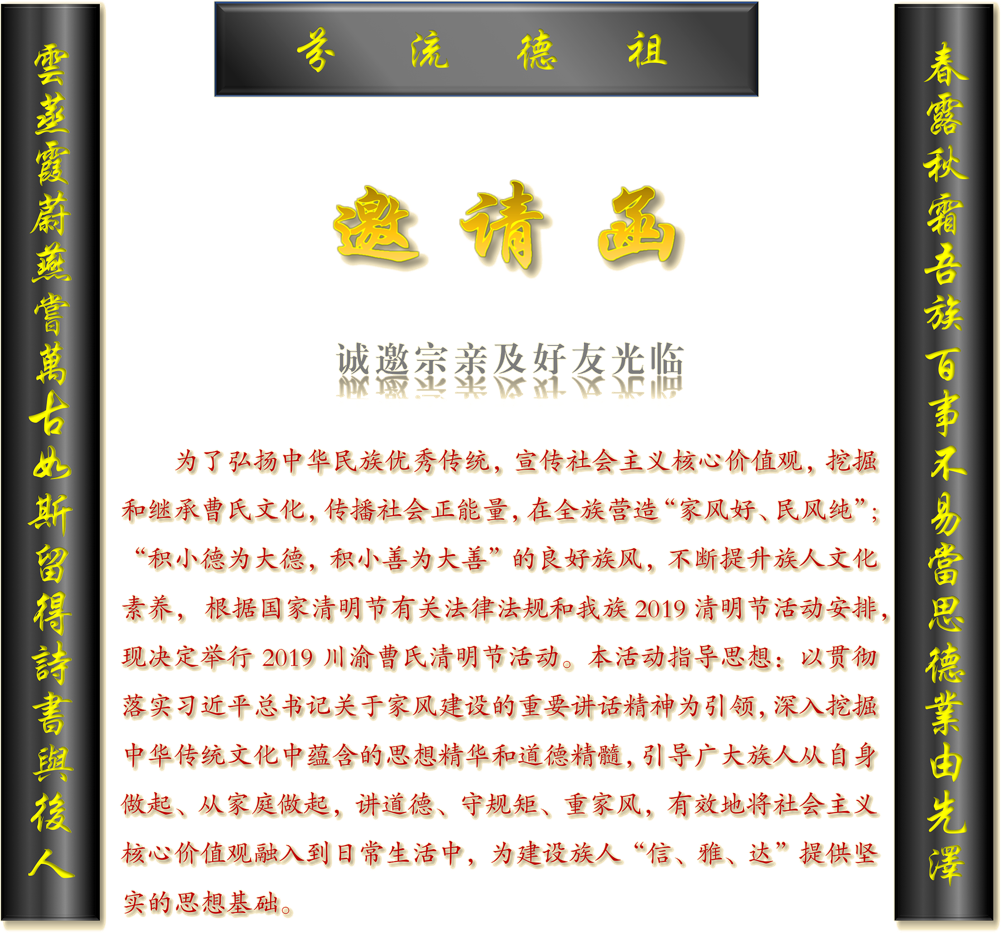 芬流德祖
春露秋霜吾族百事不易當思德業由先澤
雲蒸霞蔚燕嘗萬古如斯留得詩書與後人
邀请函
诚邀宗亲及好友光临
为了弘扬中华民族优秀传统，宣传社会主义核心价值观，挖掘
和继承曹氏文化，传播社会正能量，在全族营造“家风好、民风纯”；
“积小德为大德，积小善为大善”的良好族风，不断提升族人文化
素养，根据国家清明节有关法律法规和我族 2019 清明节活动安排，
现决定举行 2019 川渝曹氏清明节活动。本活动指导思想：以贯彻
落实习近平总书记关于家风建设的重要讲话精神为引领，深入挖掘
中华传统文化中蕴含的思想精华和道德精髓，引导广大族人从自身
做起、从家庭做起，讲道德、守规矩、重家风，有效地将社会主义
核心价值观融入到日常生活中，为建设族人“信、雅、达”提供坚
实的思想基础。